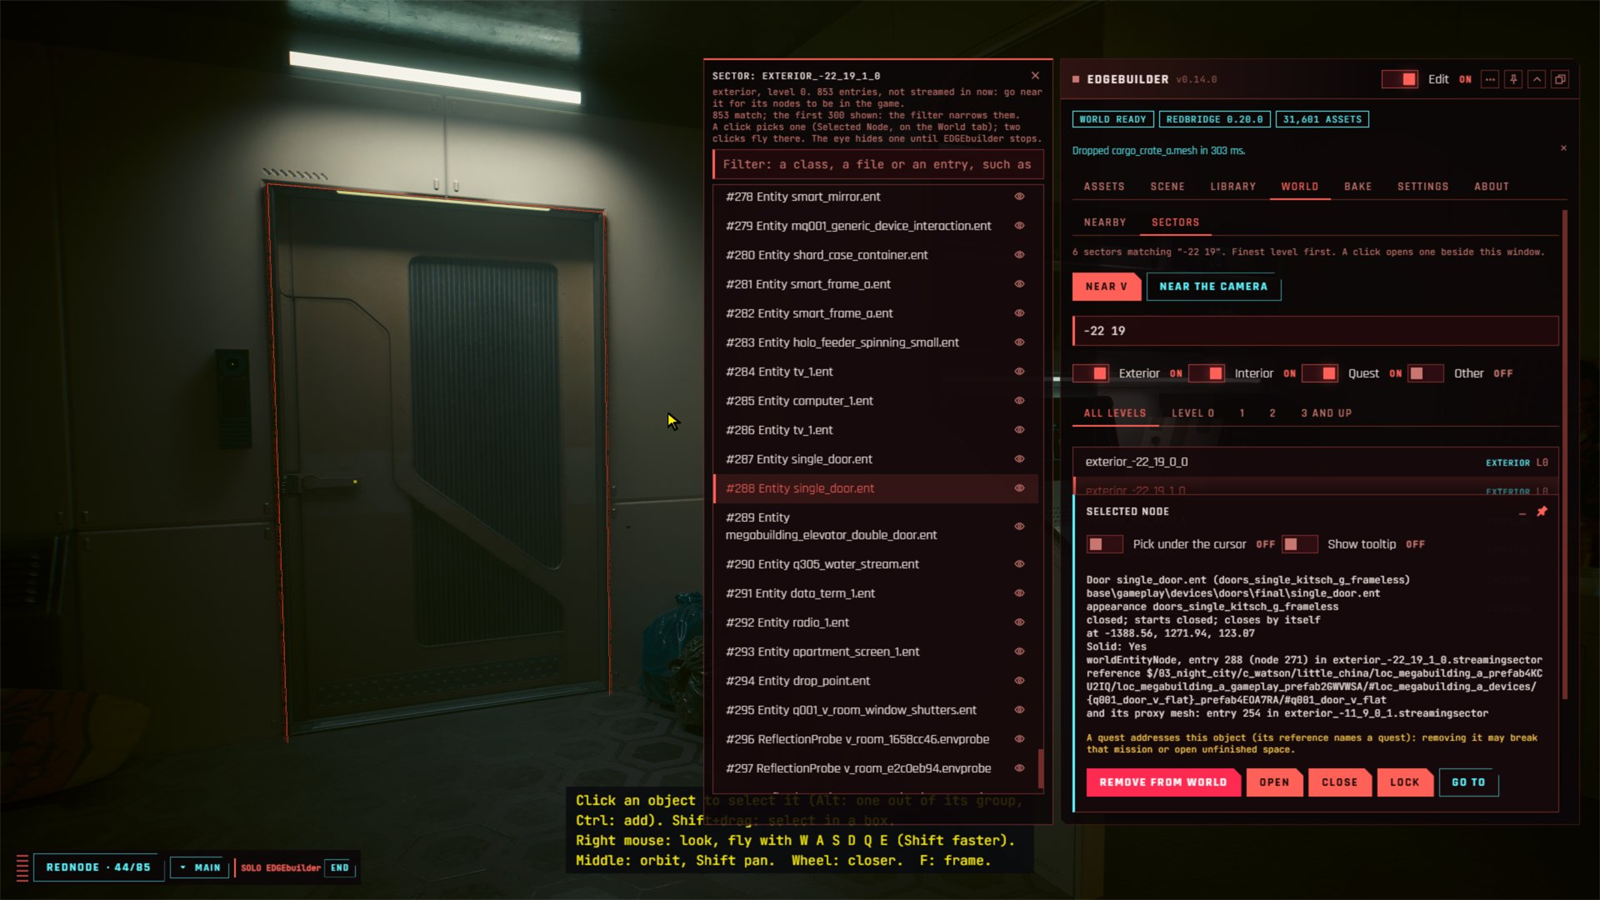 SECTOR: EXTERIOR_-22_19_1_0
exterior, level 0. 853 entries, not streamed in now: go near
it for its nodes to be in the game.
853 match; the first 300 shown: the filter narrows them.
A click picks one (Selected Node, on the World tab); two
clicks fly there. The eye hides one until EDGEbuilder stops.
Filter: a class, a file or an entry, such as
#278 Entity smart_mirror.ent
#279 Entity mq001_generic_device_interaction.ent
#280 Entity shard_case_container.ent
#281 Entity smart_frame_a.ent
#282 Entity smart_frame_a.ent
#283 Entity holo_feeder_spinning_small.ent
#284 Entity tv_1.ent
#285 Entity computer_1.ent
#286 Entity tv_1.ent
#287 Entity single_door.ent
#288 Entity single_door.ent
#289 Entity
megabuilding_elevator_double_door.ent
#290 Entity q305_water_stream.ent
#291 Entity data_term_1.ent
#292 Entity radio_1.ent
#293 Entity apartment_screen_1.ent
#294 Entity drop_point.ent
#295 Entity q001_v_room_window_shutters.ent
#296 ReflectionProbe v_room_1658cc46.envprobe
#297 ReflectionProbe v_room_e2c0eb94.envprobe
EDGEBUILDER v0.14.0
Edit ON
WORLD READY
REDBRIDGE 0.20.0
31,601 ASSETS
Dropped cargo_crate_a.mesh in 303 ms.
ASSETS SCENE LIBRARY WORLD BAKE SETTINGS ABOUT
NEARBY SECTORS
6 sectors matching "-22 19". Finest level first. A click opens one beside this window.
NEAR V
NEAR THE CAMERA
-22 19
Exterior ON Interior ON Quest ON Other OFF
ALL LEVELS LEVEL 0 1 2 3 AND UP
exterior_-22_19_0_0 EXTERIOR L0
exterior_-22_19_1_0 EXTERIOR L0
SELECTED NODE
Pick under the cursor OFF Show tooltip OFF
Door single_door.ent (doors_single_kitsch_g_frameless)
base\gameplay\devices\doors\final\single_door.ent
appearance doors_single_kitsch_g_frameless
closed; starts closed; closes by itself
at -1388.56, 1271.94, 123.07
Solid: Yes
worldEntityNode, entry 288 (node 271) in exterior_-22_19_1_0.streamingsector
reference $/03_night_city/c_watson/little_china/loc_megabuilding_a_prefab4KC
U2IQ/loc_megabuilding_a_gameplay_prefab2GWVWSA/#loc_megabuilding_a_devices/
{q001_door_v_flat}_prefab4EOA7RA/#q001_door_v_flat
and its proxy mesh: entry 254 in exterior_-11_9_0_1.streamingsector
A quest addresses this object (its reference names a quest): removing it may break
that mission or open unfinished space.
REMOVE FROM WORLD
OPEN
CLOSE
LOCK
GO TO
Click an object to select it (Alt: one out of its group,
Ctrl: add). Shift+drag: select in a box.
Right mouse: look, fly with W A S D Q E (Shift faster).
Middle: orbit, Shift pan. Wheel: closer. F: frame.
REDNODE · 44/85
MAIN
SOLO EDGEbuilder
END